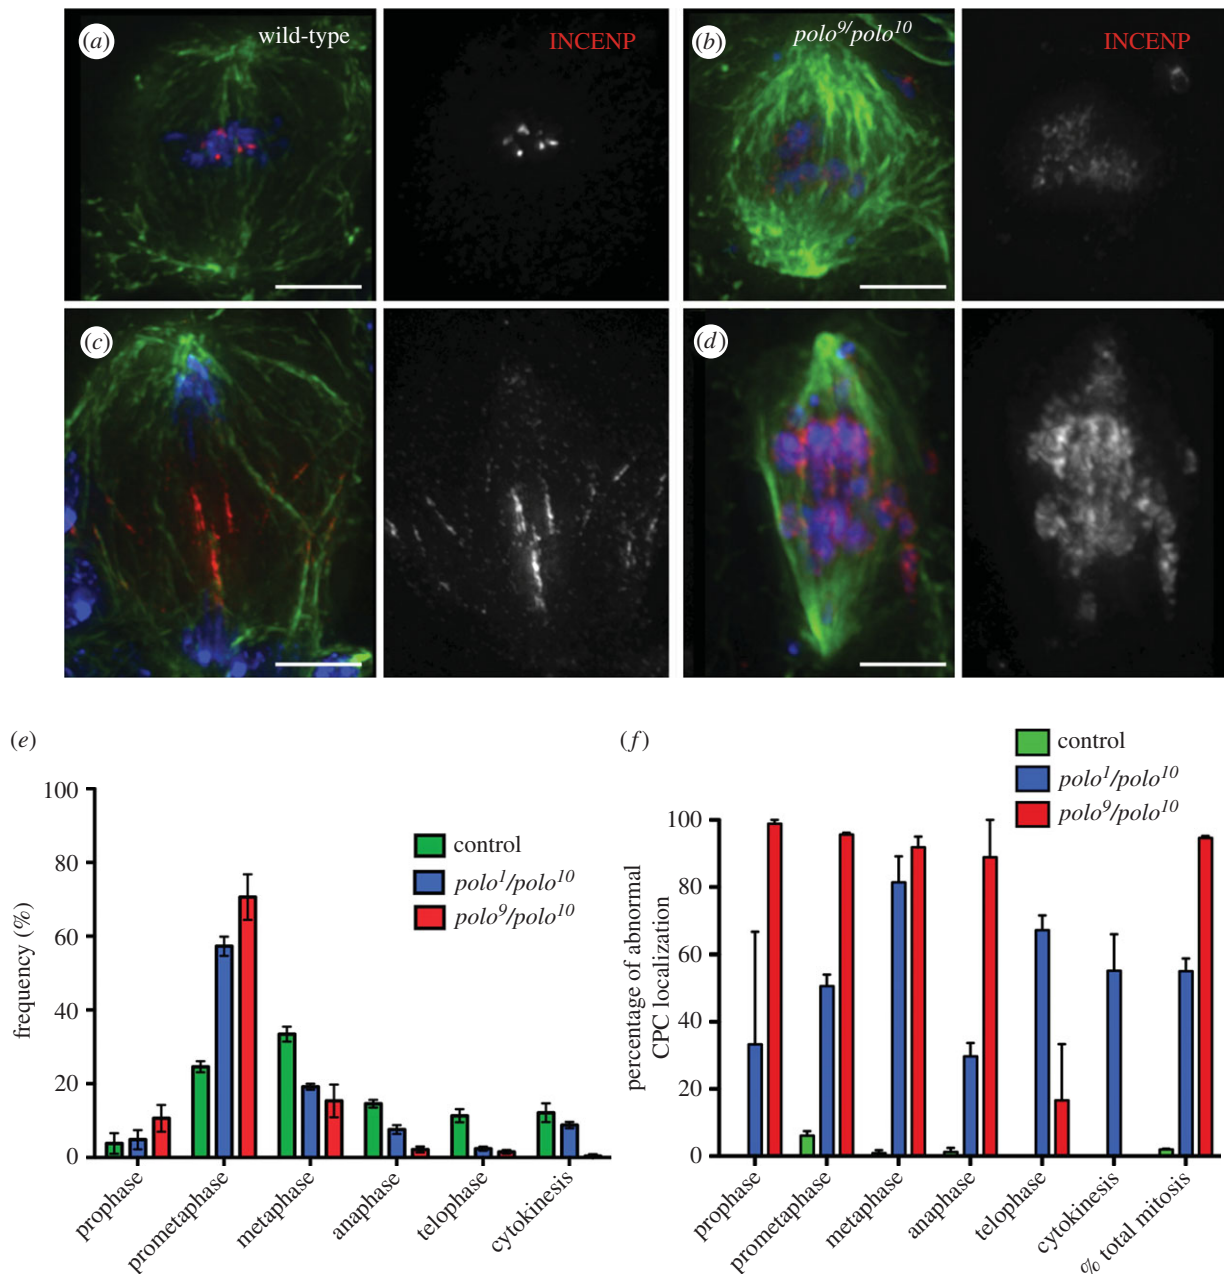 (a) wild-type INCENP (b) polo⁹/polo¹⁰ INCENP
(c) (d)
(e)
frequency (%)
100
80
60
40
20
0
control
polo¹/polo¹⁰
polo⁹/polo¹⁰
prophase prometaphase metaphase anaphase telophase cytokinesis
(f)
control
polo¹/polo¹⁰
polo⁹/polo¹⁰
percentage of abnormal
CPC localization
100
80
60
40
20
0
prophase prometaphase metaphase anaphase telophase cytokinesis % total mitosis